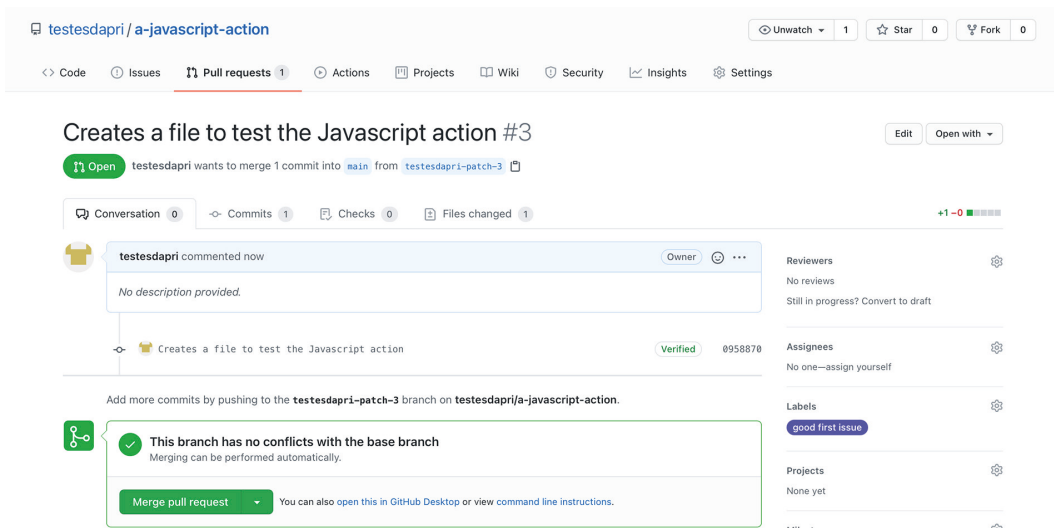 testesdapri / a-javascript-action
Unwatch 1 Star 0 Fork 0
Code Issues Pull requests 1 Actions Projects Wiki Security Insights Settings
Creates a file to test the Javascript action #3
Edit Open with
Open testesdapri wants to merge 1 commit into main from testesdapri-patch-3
Conversation 0 Commits 1 Checks 0 Files changed 1
+1 −0
testesdapri commented now
Owner
No description provided.
Creates a file to test the Javascript action
Verified 0958870
Add more commits by pushing to the testesdapri-patch-3 branch on testesdapri/a-javascript-action.
This branch has no conflicts with the base branch
Merging can be performed automatically.
Merge pull request You can also open this in GitHub Desktop or view command line instructions.
Reviewers
No reviews
Still in progress? Convert to draft
Assignees
No one—assign yourself
Labels
good first issue
Projects
None yet